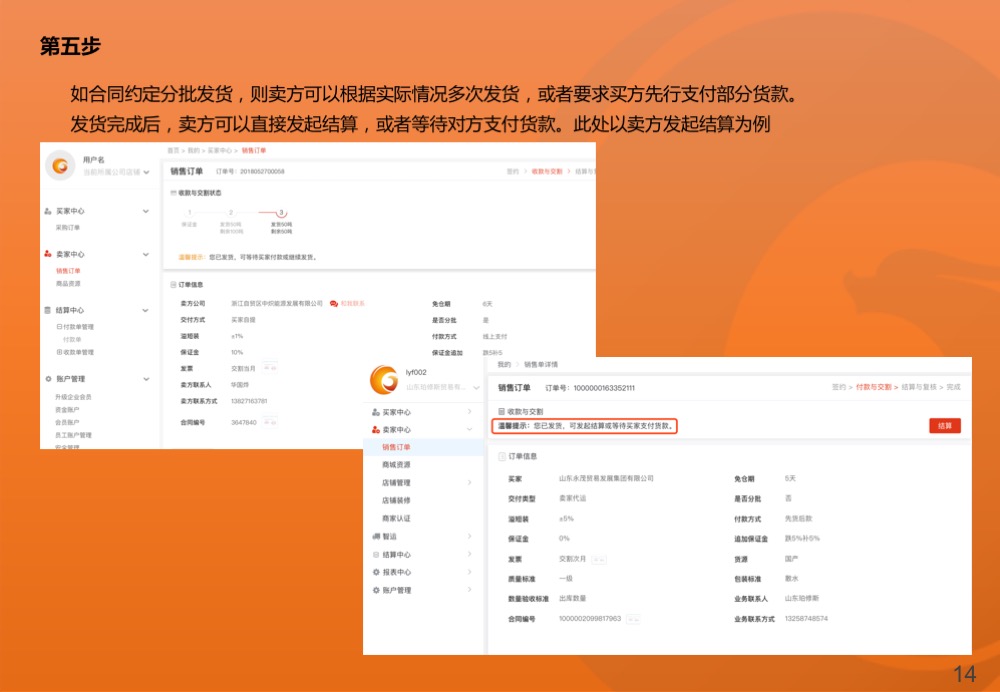 第五步
如合同约定分批发货，则卖方可以根据实际情况多次发货，或者要求买方先行支付部分货款。
发货完成后，卖方可以直接发起结算，或者等待对方支付货款。此处以卖方发起结算为例
用户名
当前所属公司店铺
买家中心
采购订单
卖家中心
销售订单
商品资源
结算中心
日付款单管理
付款单
收款单管理
账户管理
升级企业会员
资金账户
会员账户
员工账户管理
安全管理
首页 > 我的 > 买家中心 > 销售订单
销售订单 订单号：2018052700058
签约 > 收款与交割 > 结算与
收款与交割状态
1 2 3
保证金 发货50吨 发货50吨
剩余100吨 剩余50吨
温馨提示：您已发货，可等待买家付款或继续发货。
订单信息
卖方公司 浙江自贸区中炽能源发展有限公司 和我联系 免仓期 6天
交付方式 买家自提 是否分批 是
溢短装 ±1% 付款方式 线上支付
保证金 10% 保证金追加 跌5补5
发票 交割当月
卖方联系人 华国烨
卖方联系方式 13827163781
合同编号 3647840
lyf002
山东珀修斯贸易有...
买家中心
卖家中心
销售订单
商城资源
店铺管理
店铺装修
商家认证
智运
结算中心
报表中心
账户管理
我的 > 销售单详情
销售订单 订单号：1000000163352111 签约 > 付款与交割 > 结算与复核 > 完成
收款与交割
温馨提示：您已发货，可发起结算或等待买家支付货款。 结算
订单信息
买家 山东永茂贸易发展集团有限公司 免仓期 5天
交付类型 卖家代运 是否分批 否
溢短装 ±5% 付款方式 先货后款
保证金 0% 追加保证金 跌5%补5%
发票 交割次月 货源 国产
质量标准 一级 包装标准 散水
数量验收标准 出库数量 业务联系人 山东珀修斯
合同编号 1000002099817963 业务联系方式 13258748574
14